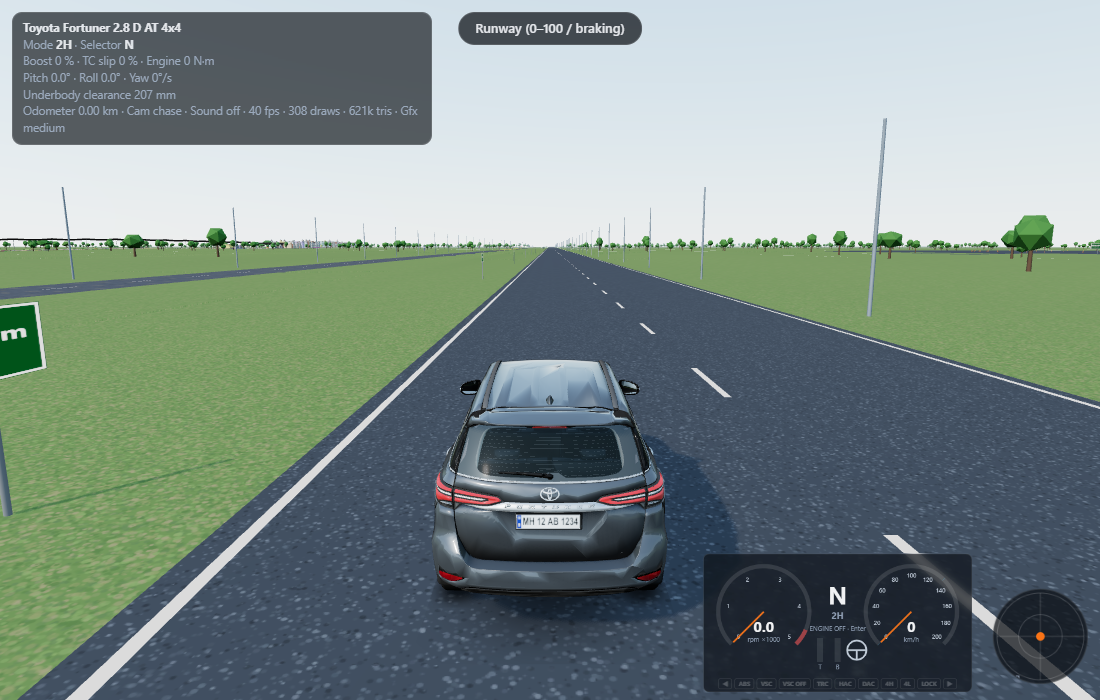 Toyota Fortuner 2.8 D AT 4x4
Mode 2H · Selector N
Boost 0 % · TC slip 0 % · Engine 0 N·m
Pitch 0.0° · Roll 0.0° · Yaw 0°/s
Underbody clearance 207 mm
Odometer 0.00 km · Cam chase · Sound off · 40 fps · 308 draws · 621k tris · Gfx
medium
Runway (0–100 / braking)
m
MH 12 AB 1234
0 1 2 3 4 5
0.0
rpm ×1000
N
2H
ENGINE OFF · Enter
T B
0 20 40 60 80 100 120 140 160 180 200
0
km/h
◀ ABS VSC VSC OFF TRC HAC DAC 4H 4L LOCK ▶